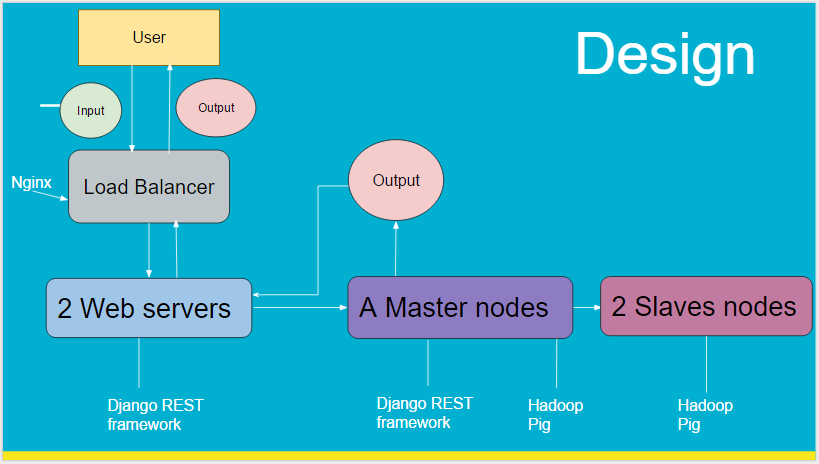 Design
User
Input
Output
Nginx
Load Balancer
Output
2 Web servers
A Master nodes
2 Slaves nodes
Django REST
framework
Django REST
framework
Hadoop
Pig
Hadoop
Pig